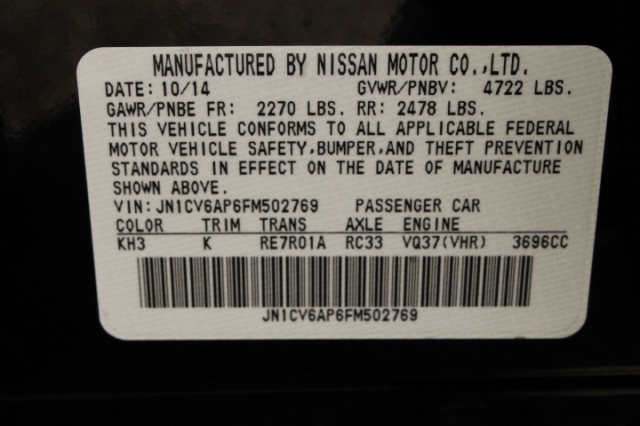 MANUFACTURED BY NISSAN MOTOR CO.,LTD.
DATE: 10/14 GVWR/PNBV: 4722 LBS.
GAWR/PNBE FR: 2270 LBS. RR: 2478 LBS.
THIS VEHICLE CONFORMS TO ALL APPLICABLE FEDERAL
MOTOR VEHICLE SAFETY,BUMPER,AND THEFT PREVENTION
STANDARDS IN EFFECT ON THE DATE OF MANUFACTURE
SHOWN ABOVE.
VIN:JN1CV6AP6FM502769 PASSENGER CAR
COLOR TRIM TRANS AXLE ENGINE
KH3 K RE7R01A RC33 VQ37(VHR) 3696CC
JN1CV6AP6FM502769